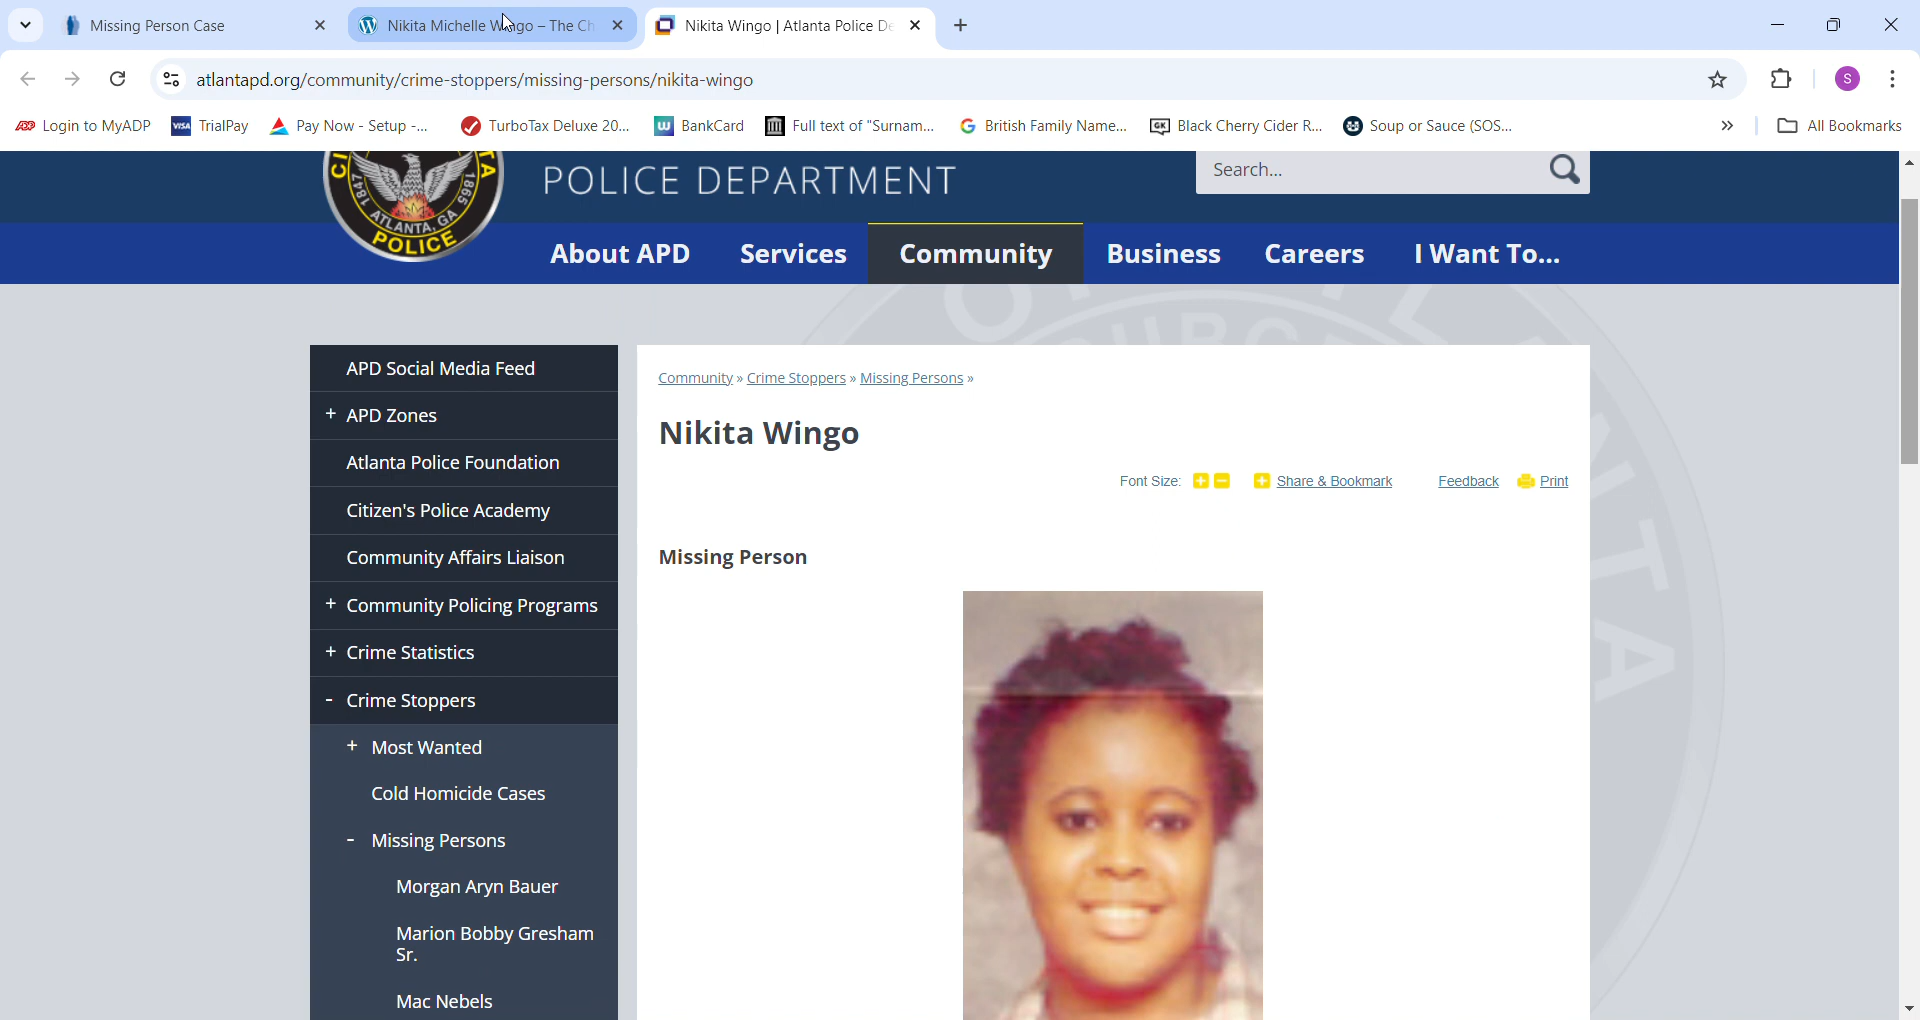 Missing Person Case
Nikita Michelle Wingo – The Ch
Nikita Wingo | Atlanta Police De
atlantapd.org/community/crime-stoppers/missing-persons/nikita-wingo
S
ADP Login to MyADP
VISA TrialPay
Pay Now - Setup -...
TurboTax Deluxe 20...
BankCard
Full text of "Surnam...
British Family Name...
GK Black Cherry Cider R...
Soup or Sauce (SOS...
All Bookmarks
POLICE DEPARTMENT
Search...
1847 ATLANTA, GA 1865
POLICE
About APD
Services
Community
Business
Careers
I Want To...
APD Social Media Feed
+ APD Zones
Atlanta Police Foundation
Citizen's Police Academy
Community Affairs Liaison
+ Community Policing Programs
+ Crime Statistics
- Crime Stoppers
+ Most Wanted
Cold Homicide Cases
- Missing Persons
Morgan Aryn Bauer
Marion Bobby Gresham
Sr.
Mac Nebels
Community » Crime Stoppers » Missing Persons »
Nikita Wingo
Font Size: + - + Share & Bookmark Feedback Print
Missing Person